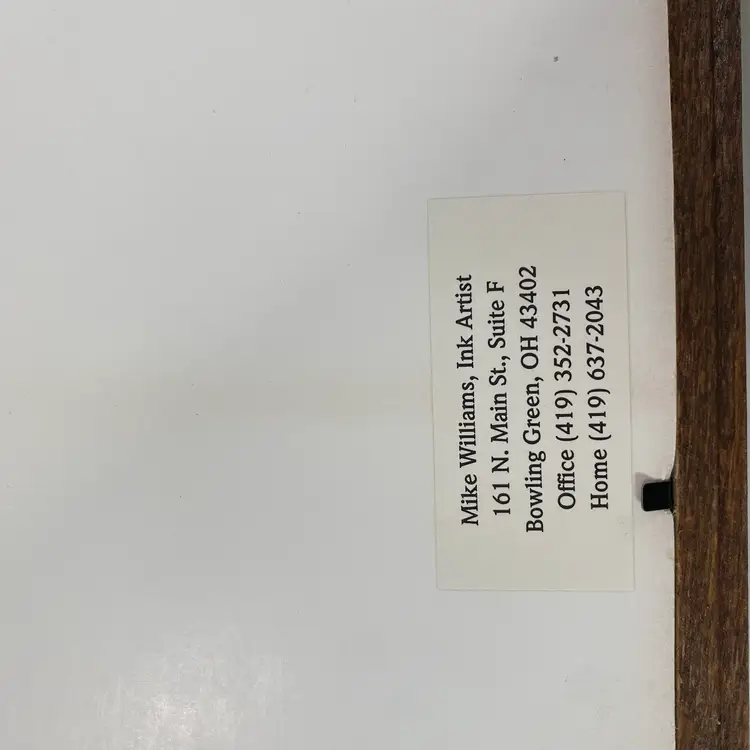 Mike Williams, Ink Artist
161 N. Main St., Suite F
Bowling Green, OH 43402
Office (419) 352-2731
Home (419) 637-2043